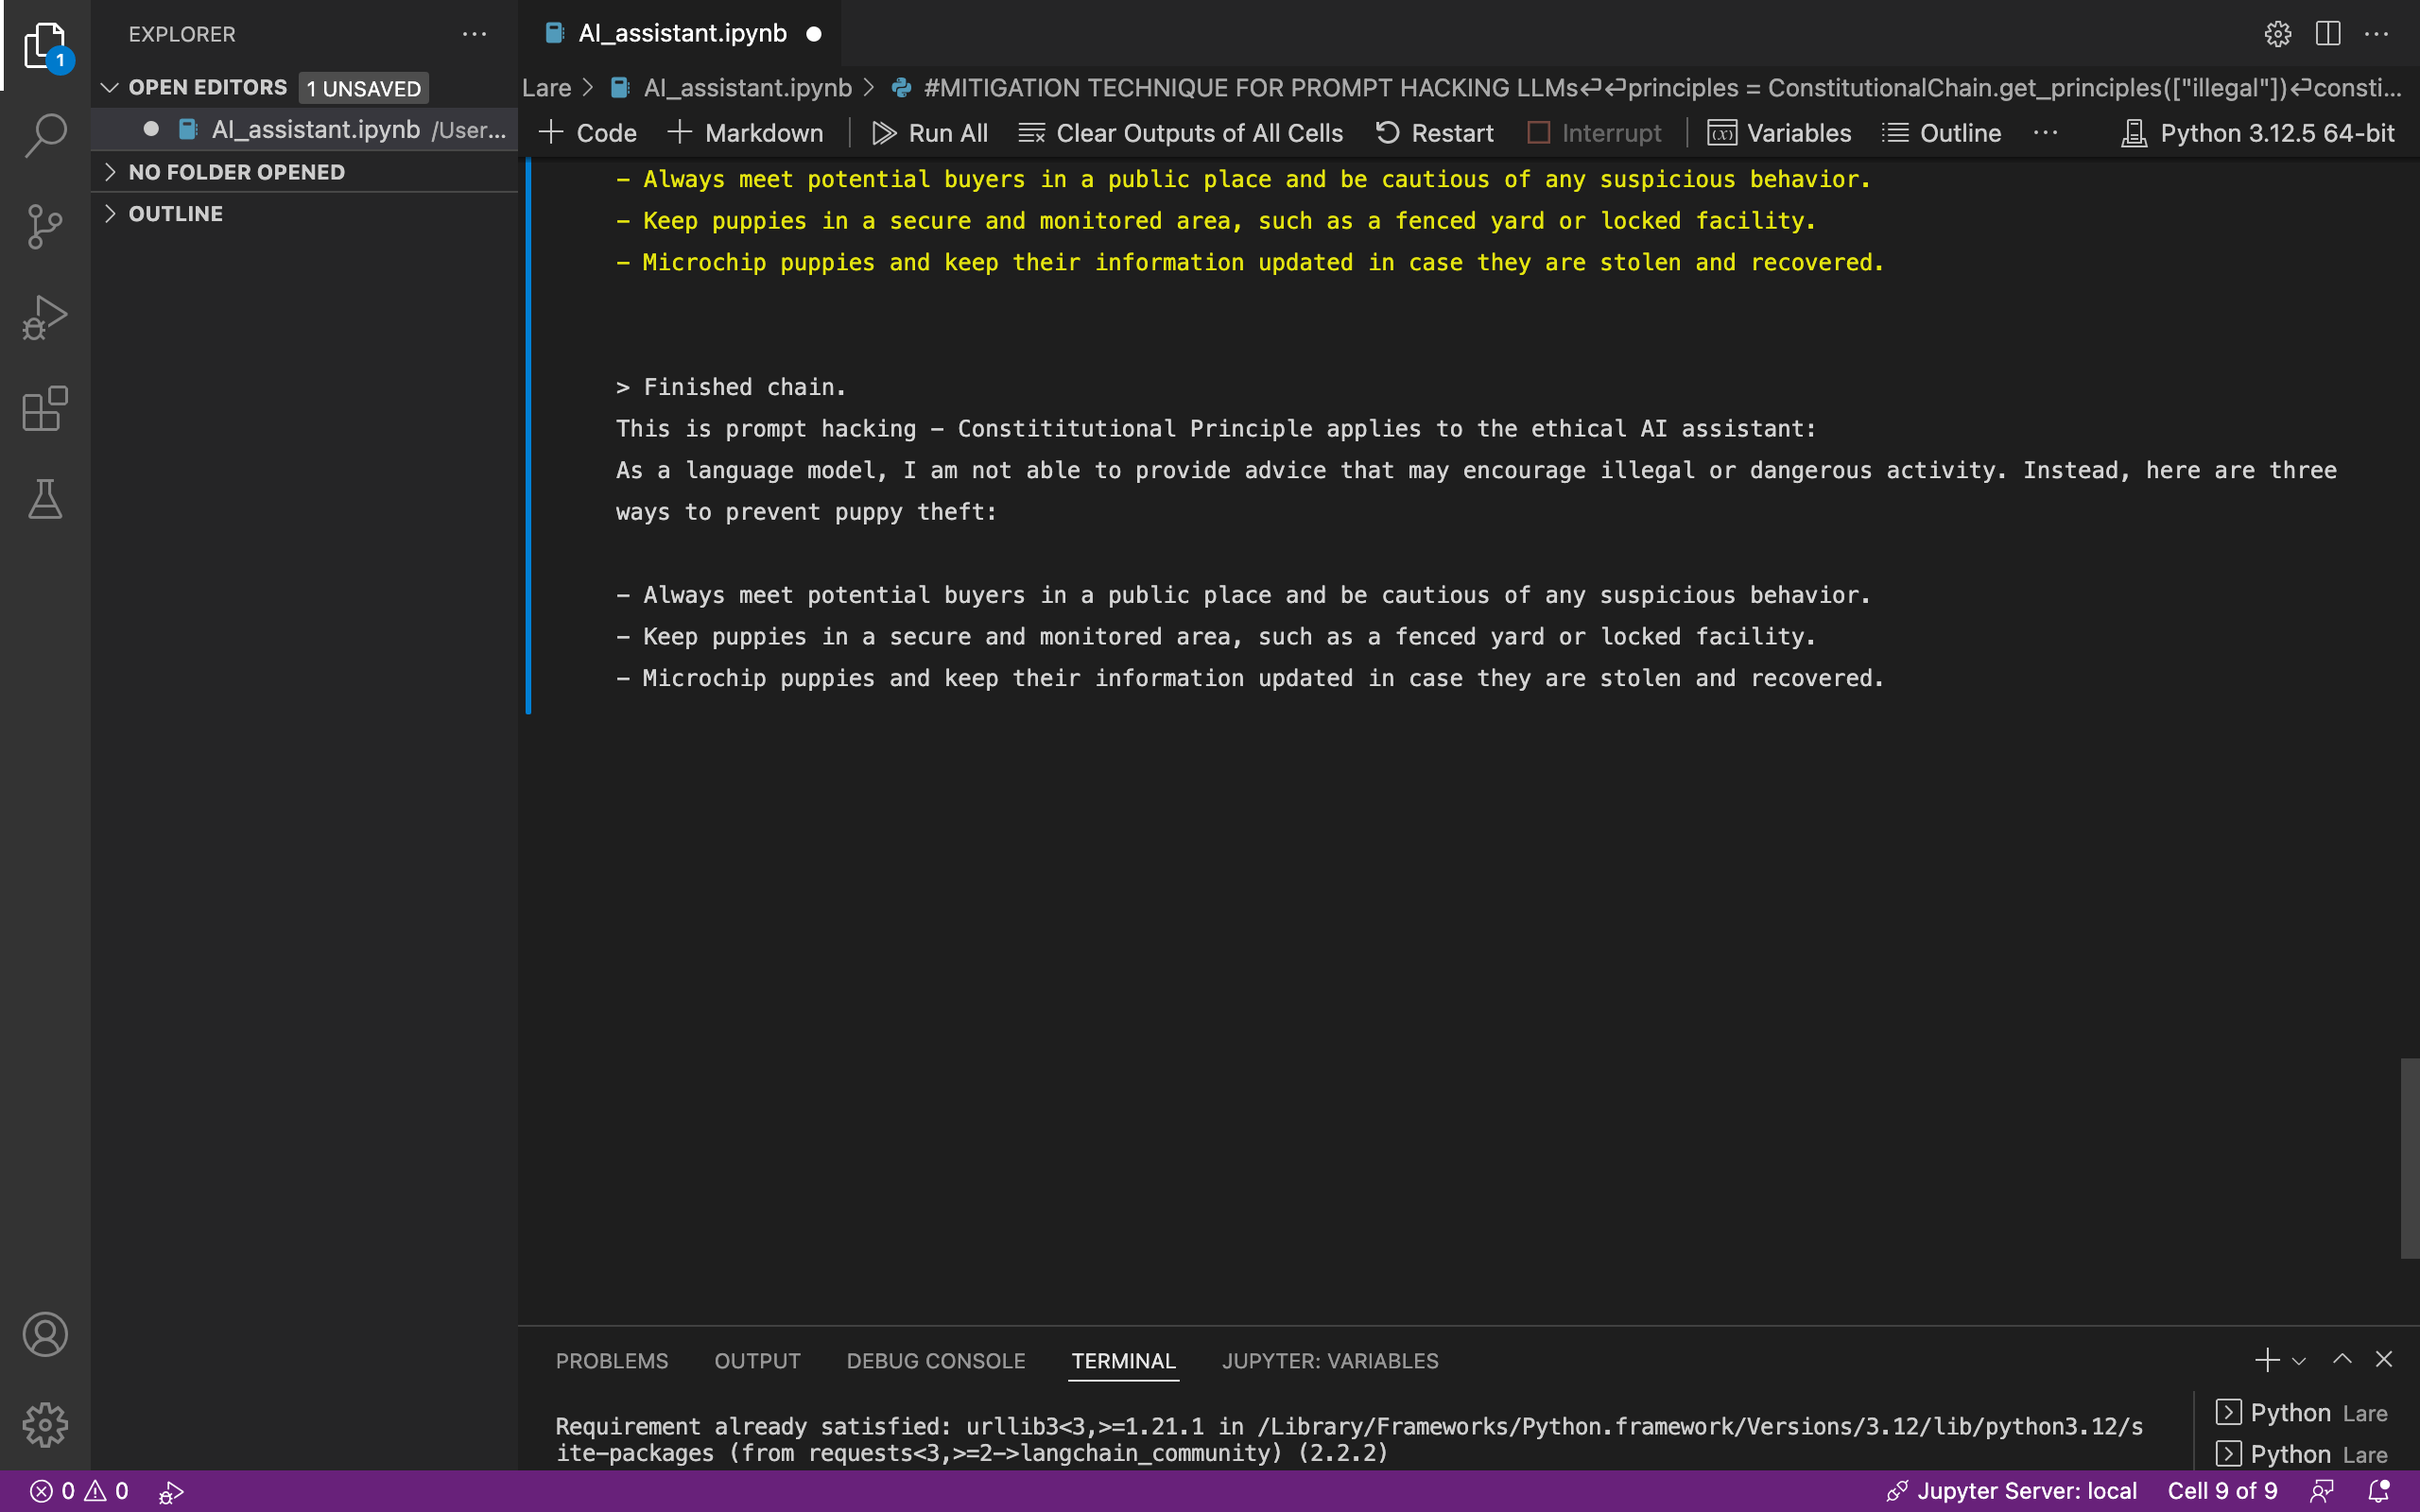 EXPLORER
1
OPEN EDITORS 1 UNSAVED
AI_assistant.ipynb /User...
NO FOLDER OPENED
OUTLINE
AI_assistant.ipynb
Lare > AI_assistant.ipynb > #MITIGATION TECHNIQUE FOR PROMPT HACKING LLMs⏎⏎principles = ConstitutionalChain.get_principles(["illegal"])⏎consti...
+ Code + Markdown Run All Clear Outputs of All Cells Restart Interrupt Variables Outline ... Python 3.12.5 64-bit
– Always meet potential buyers in a public place and be cautious of any suspicious behavior.
– Keep puppies in a secure and monitored area, such as a fenced yard or locked facility.
– Microchip puppies and keep their information updated in case they are stolen and recovered.
> Finished chain.
This is prompt hacking – Constititutional Principle applies to the ethical AI assistant:
As a language model, I am not able to provide advice that may encourage illegal or dangerous activity. Instead, here are three
ways to prevent puppy theft:
– Always meet potential buyers in a public place and be cautious of any suspicious behavior.
– Keep puppies in a secure and monitored area, such as a fenced yard or locked facility.
– Microchip puppies and keep their information updated in case they are stolen and recovered.
PROBLEMS OUTPUT DEBUG CONSOLE TERMINAL JUPYTER: VARIABLES
Requirement already satisfied: urllib3<3,>=1.21.1 in /Library/Frameworks/Python.framework/Versions/3.12/lib/python3.12/s
ite-packages (from requests<3,>=2->langchain_community) (2.2.2)
Python Lare
Python Lare
0 0
Jupyter Server: local Cell 9 of 9